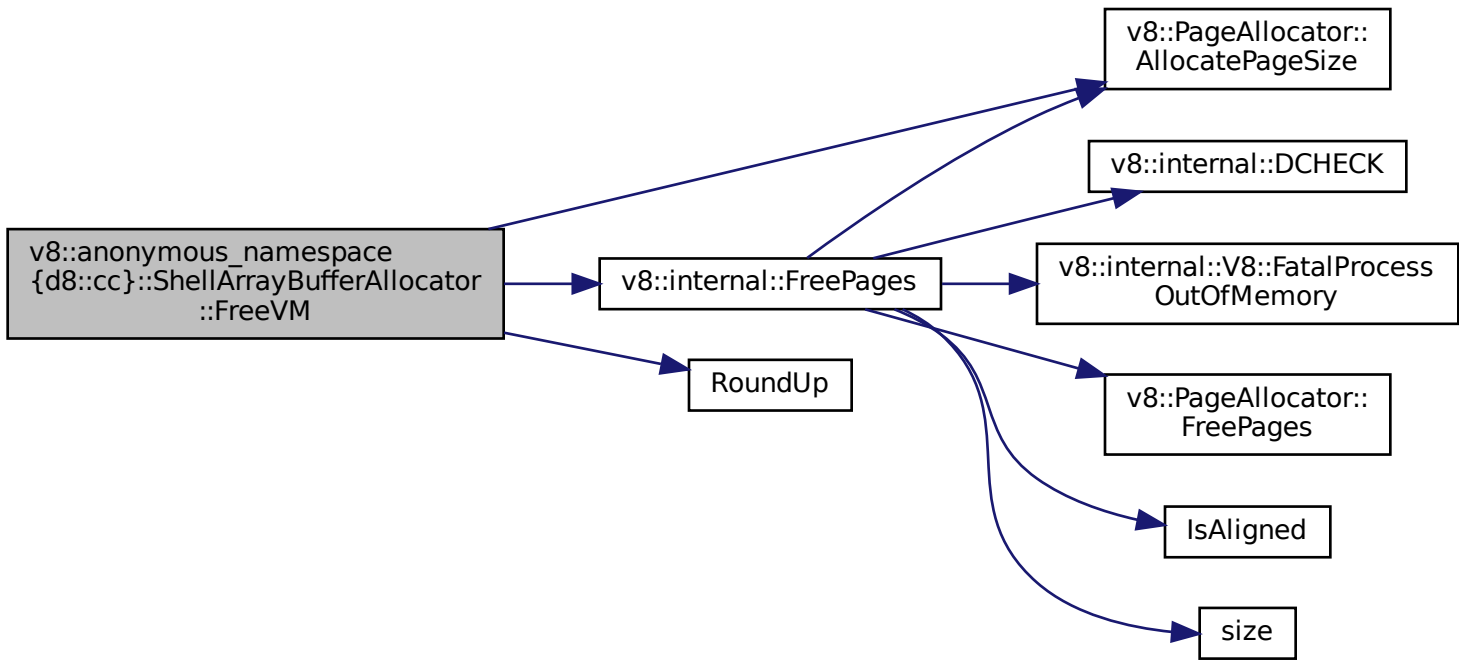 v8::PageAllocator::
AllocatePageSize
v8::internal::DCHECK
v8::anonymous_namespace
{d8::cc}::ShellArrayBufferAllocator
::FreeVM
v8::internal::FreePages
v8::internal::V8::FatalProcess
OutOfMemory
RoundUp
v8::PageAllocator::
FreePages
IsAligned
size